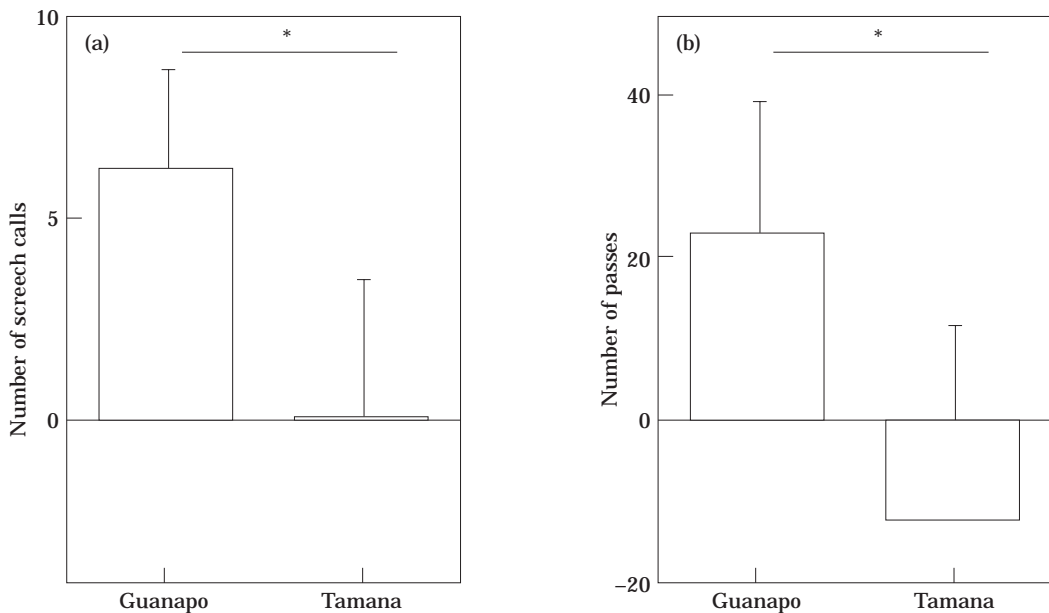 (a)
*
10
5
0
Number of screech calls
Guanapo
Tamana
(b)
*
40
20
0
−20
Number of passes
Guanapo
Tamana